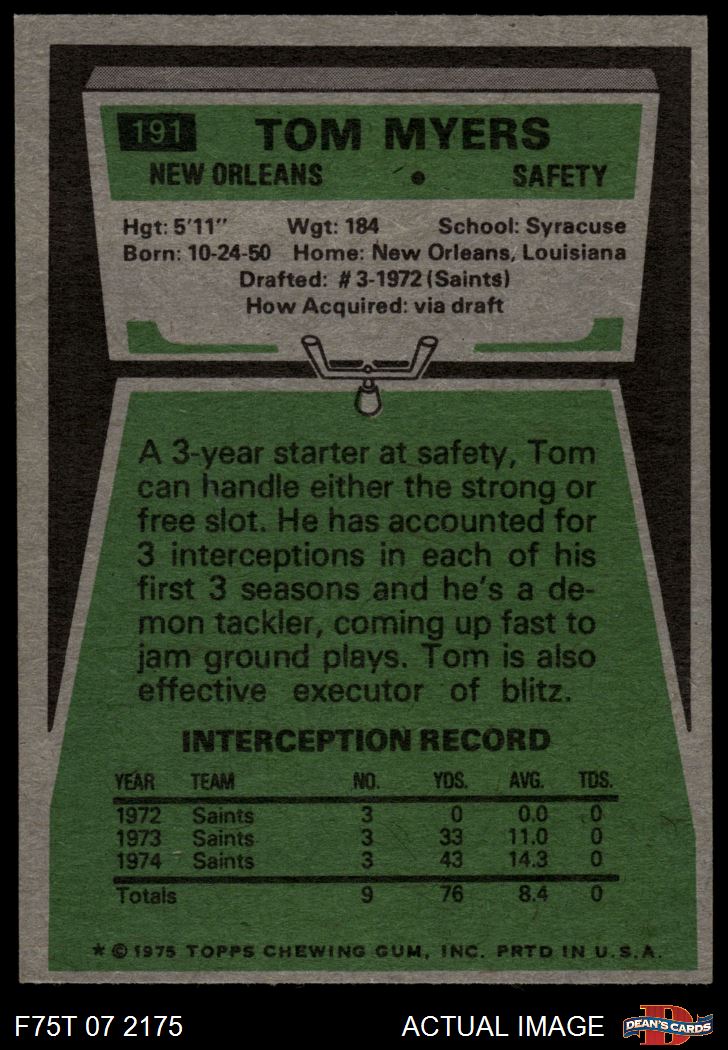 191 TOM MYERS
NEW ORLEANS • SAFETY
Hgt: 5'11" Wgt: 184 School: Syracuse
Born: 10-24-50 Home: New Orleans, Louisiana
Drafted: #3-1972 (Saints)
How Acquired: via draft
A 3-year starter at safety, Tom
can handle either the strong or
free slot. He has accounted for
3 interceptions in each of his
first 3 seasons and he's a de-
mon tackler, coming up fast to
jam ground plays. Tom is also
effective executor of blitz.
INTERCEPTION RECORD
YEAR TEAM NO. YDS. AVG. TDS.
1972 Saints 3 0 0.0 0
1973 Saints 3 33 11.0 0
1974 Saints 3 43 14.3 0
Totals 9 76 8.4 0
* © 1975 TOPPS CHEWING GUM, INC. PRTD IN U.S.A.
F75T 07 2175 ACTUAL IMAGE D DEAN'S CARDS